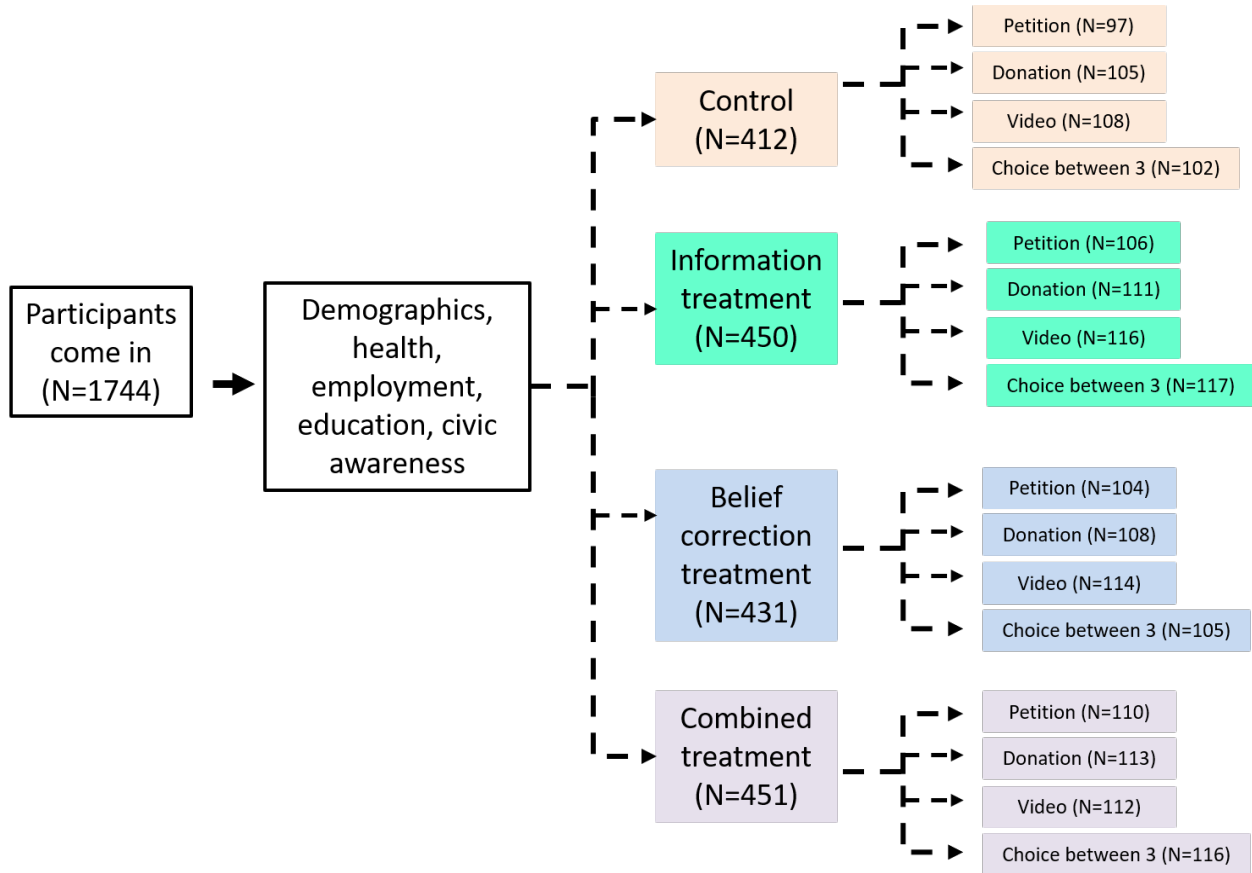 Participants
come in
(N=1744)
Demographics,
health,
employment,
education, civic
awareness
Control
(N=412)
Petition (N=97)
Donation (N=105)
Video (N=108)
Choice between 3 (N=102)
Information
treatment
(N=450)
Petition (N=106)
Donation (N=111)
Video (N=116)
Choice between 3 (N=117)
Belief
correction
treatment
(N=431)
Petition (N=104)
Donation (N=108)
Video (N=114)
Choice between 3 (N=105)
Combined
treatment
(N=451)
Petition (N=110)
Donation (N=113)
Video (N=112)
Choice between 3 (N=116)